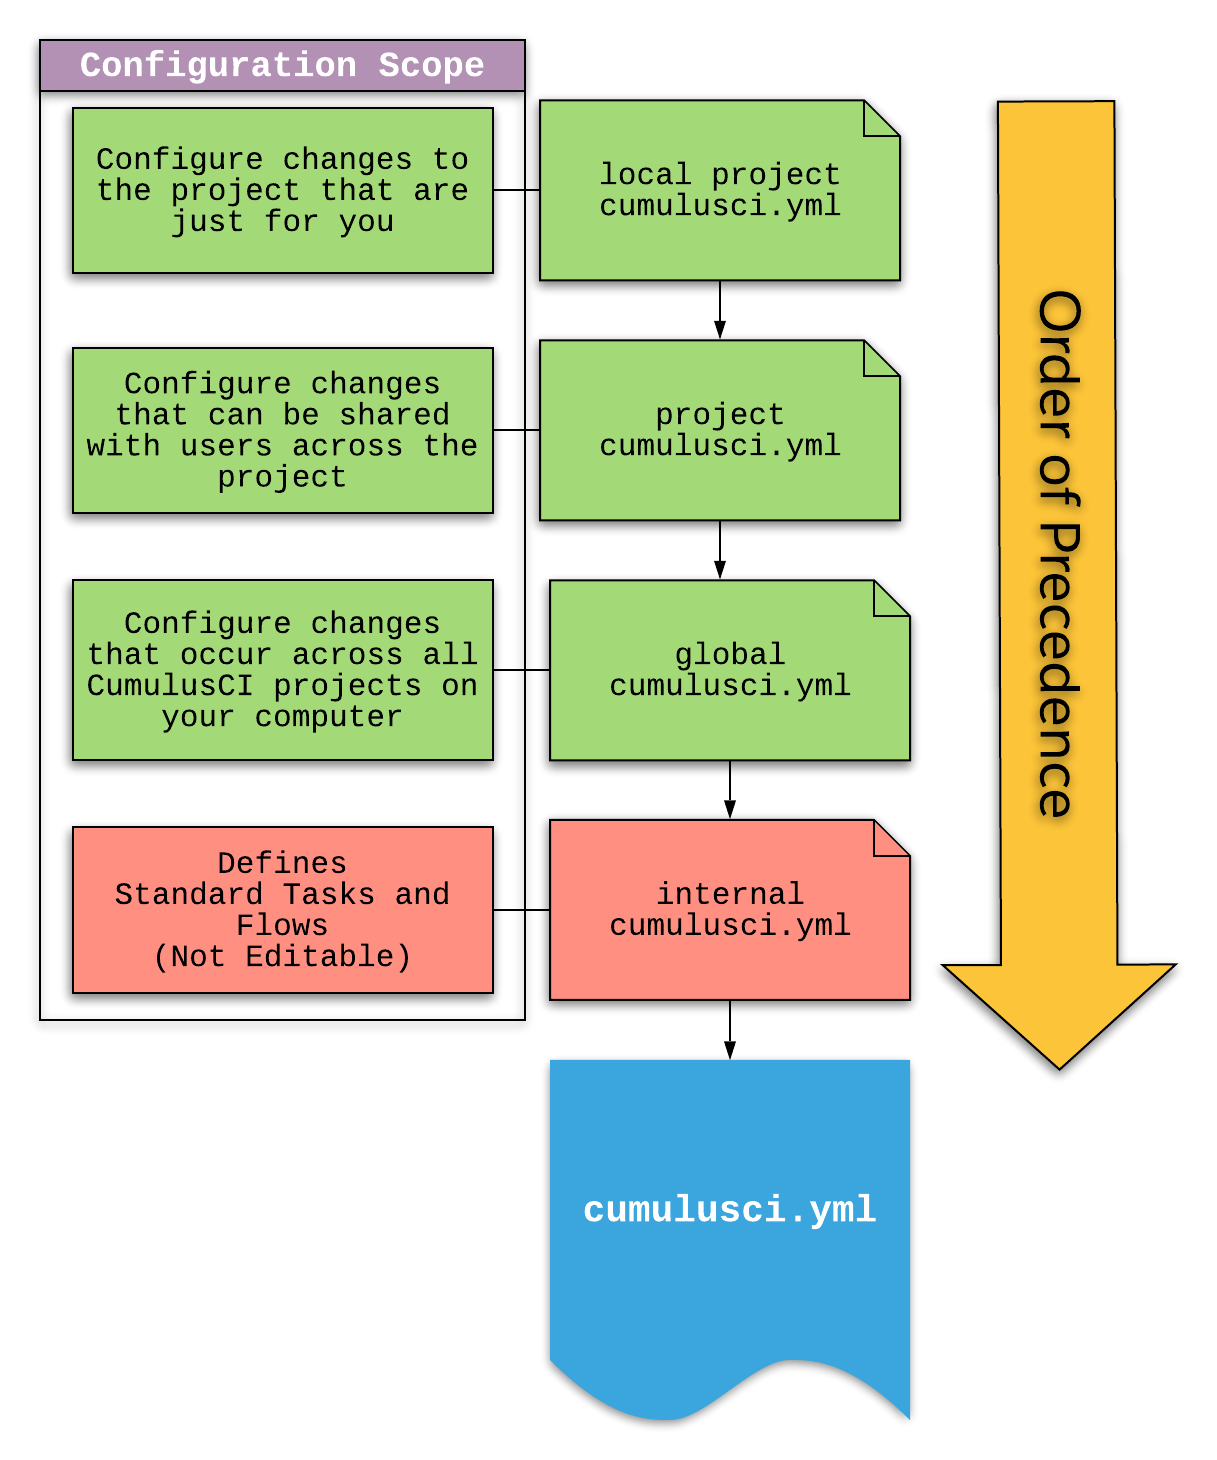 Configuration Scope
Configure changes to
the project that are
just for you
local project
cumulusci.yml
Configure changes
that can be shared
with users across the
project
project
cumulusci.yml
Configure changes
that occur across all
CumulusCI projects on
your computer
global
cumulusci.yml
Defines
Standard Tasks and
Flows
(Not Editable)
internal
cumulusci.yml
cumulusci.yml
Order of Precedence